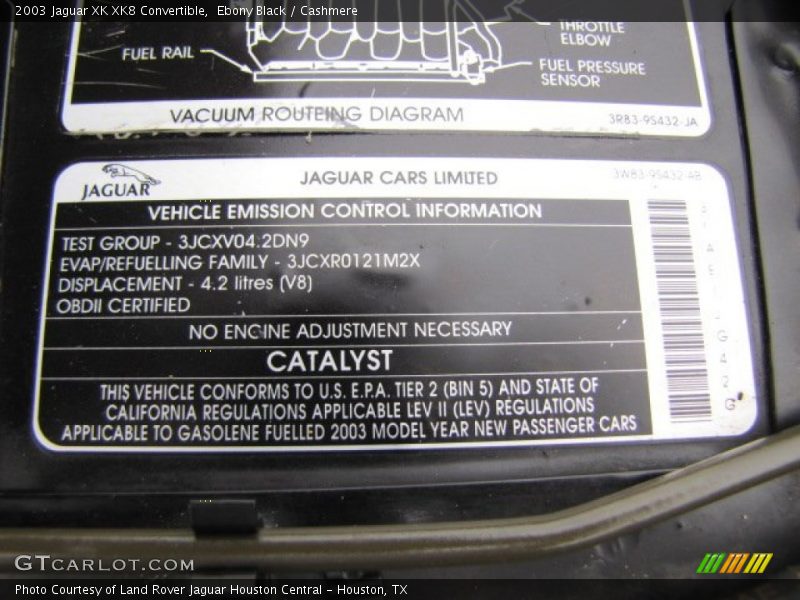 2003 Jaguar XK XK8 Convertible, Ebony Black / Cashmere
THROTTLE
ELBOW
FUEL RAIL
FUEL PRESSURE
SENSOR
VACUUM ROUTEING DIAGRAM
3R83-9S432-JA
JAGUAR
JAGUAR CARS LIMITED
3W83-9S432-AB
VEHICLE EMISSION CONTROL INFORMATION
TEST GROUP - 3JCXV04.2DN9
EVAP/REFUELLING FAMILY - 3JCXR0121M2X
DISPLACEMENT - 4.2 litres (V8)
OBDII CERTIFIED
NO ENGINE ADJUSTMENT NECESSARY
CATALYST
THIS VEHICLE CONFORMS TO U.S. E.P.A. TIER 2 (BIN 5) AND STATE OF
CALIFORNIA REGULATIONS APPLICABLE LEV II (LEV) REGULATIONS
APPLICABLE TO GASOLENE FUELLED 2003 MODEL YEAR NEW PASSENGER CARS
GTCARLOT.COM
Photo Courtesy of Land Rover Jaguar Houston Central - Houston, TX